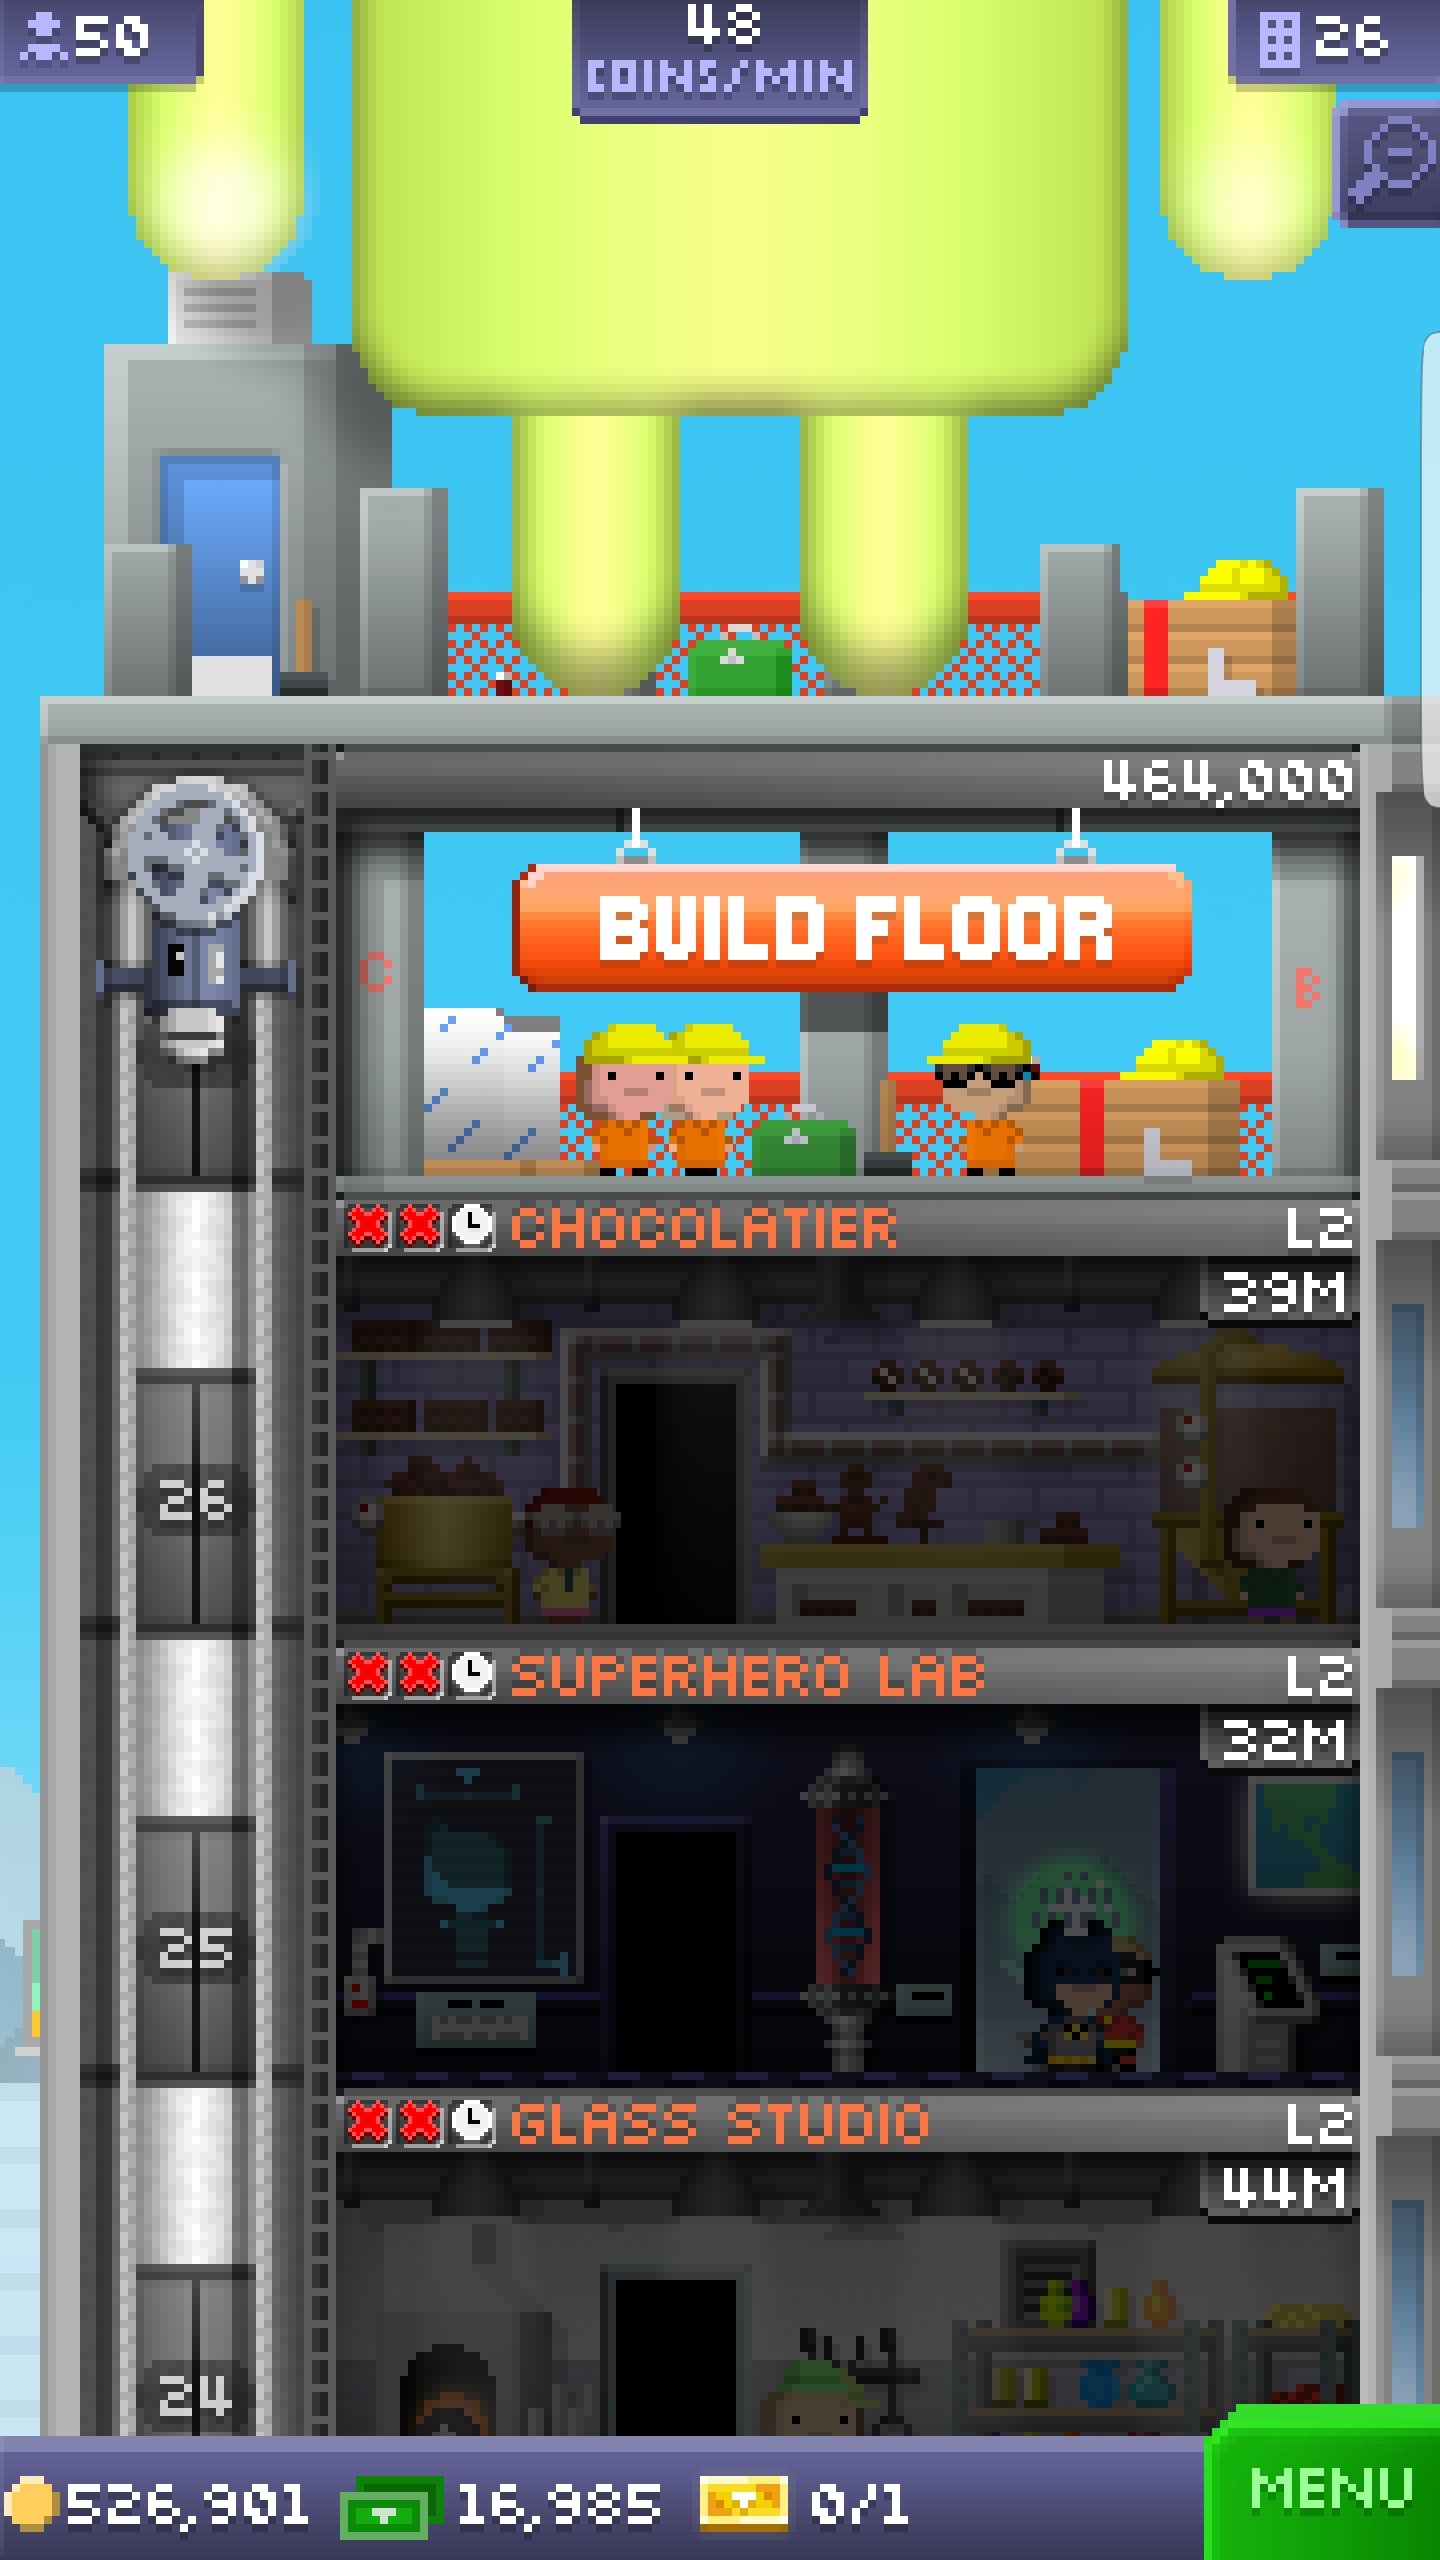 50
48
COINS/MIN
26
464,000
BUILD FLOOR
C
B
CHOCOLATIER L2
39M
26
SUPERHERO LAB L2
32M
25
GLASS STUDIO L2
44M
24
526,901 16,985 0/1 MENU